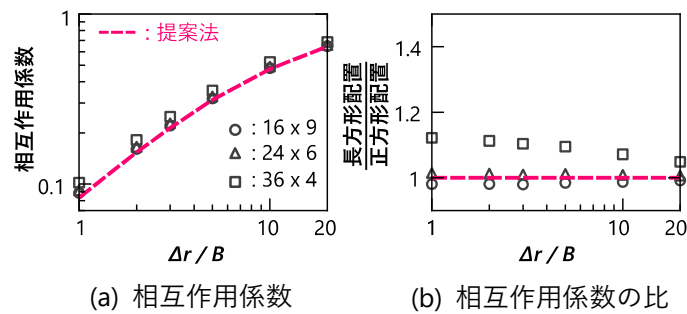 1
0.1
相互作用係数
: 提案法
: 16 x 9
: 24 x 6
: 36 x 4
1 10 20
Δr / B
(a) 相互作用係数
1.4
1.2
1
長方形配置
正方形配置
1 10 20
Δr / B
(b) 相互作用係数の比